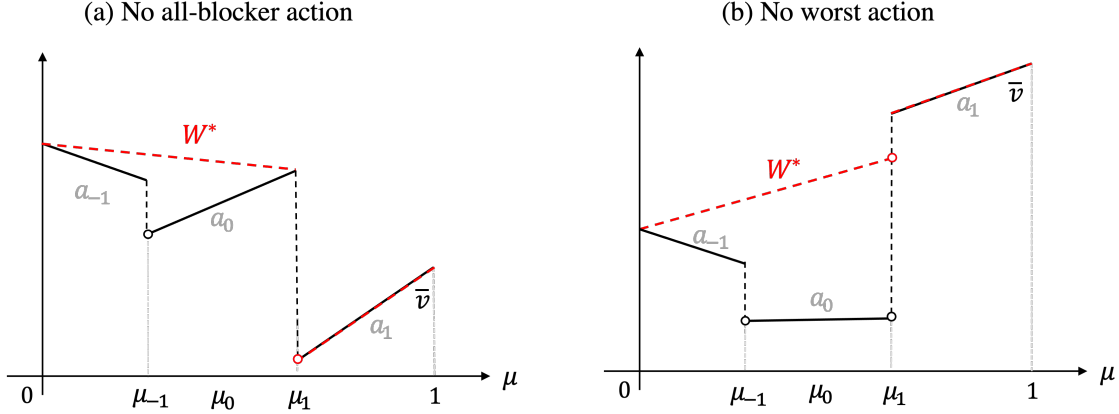 (a) No all-blocker action
W*
a₋₁
a₀
v̅
a₁
0
μ₋₁
μ₀
μ₁
1
μ
(b) No worst action
a₁
v̅
W*
a₋₁
a₀
0
μ₋₁
μ₀
μ₁
1
μ